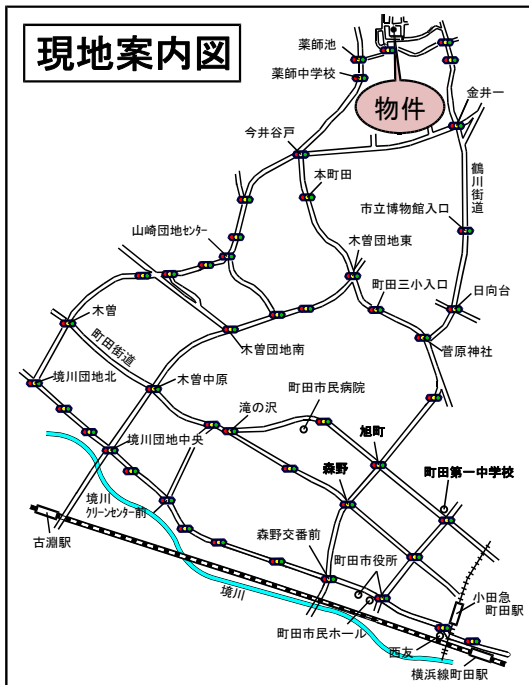 現地案内図
薬師池
薬師中学校
物件
金井一
今井谷戸
鶴川街道
本町田
市立博物館入口
山崎団地センター
木曽団地東
町田三小入口
日向台
木曽
町田街道
木曽団地南
菅原神社
境川団地北
木曽中原
滝の沢
町田市民病院
旭町
境川団地中央
森野
町田第一中学校
境川
クリーンセンター前
古淵駅
森野交番前
町田市役所
境川
小田急
町田駅
町田市民ホール
西友
横浜線町田駅